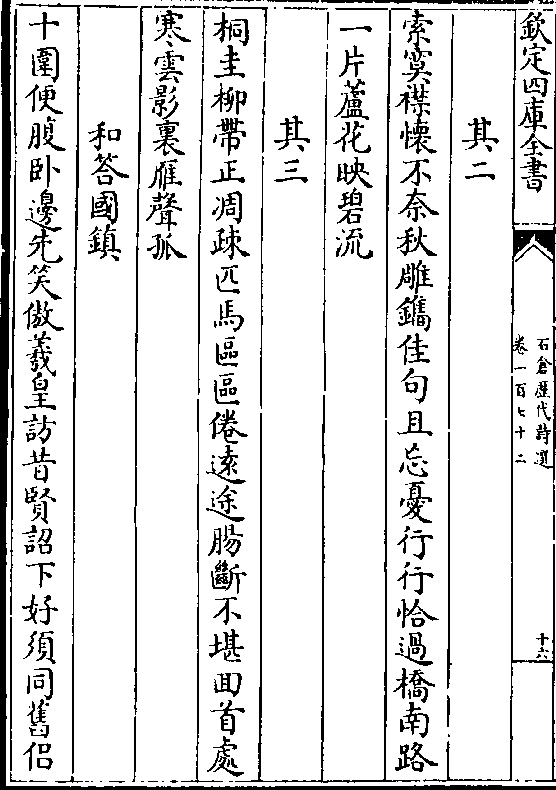 欽定四庫全書
石倉歷代詩選
卷一百七十二
十六
其二
索寞襟懷不奈秋雕鐫佳句且忘憂行行恰過橋南路
一片蘆花映碧流
其三
桐圭柳帶正凋疎匹馬區區倦遠途腸斷不堪回首處
寒雲影裏雁聲孤
和答國鎮
十圍便腹卧邊先笑傲羲皇訪昔賢詔下好須同舊侣